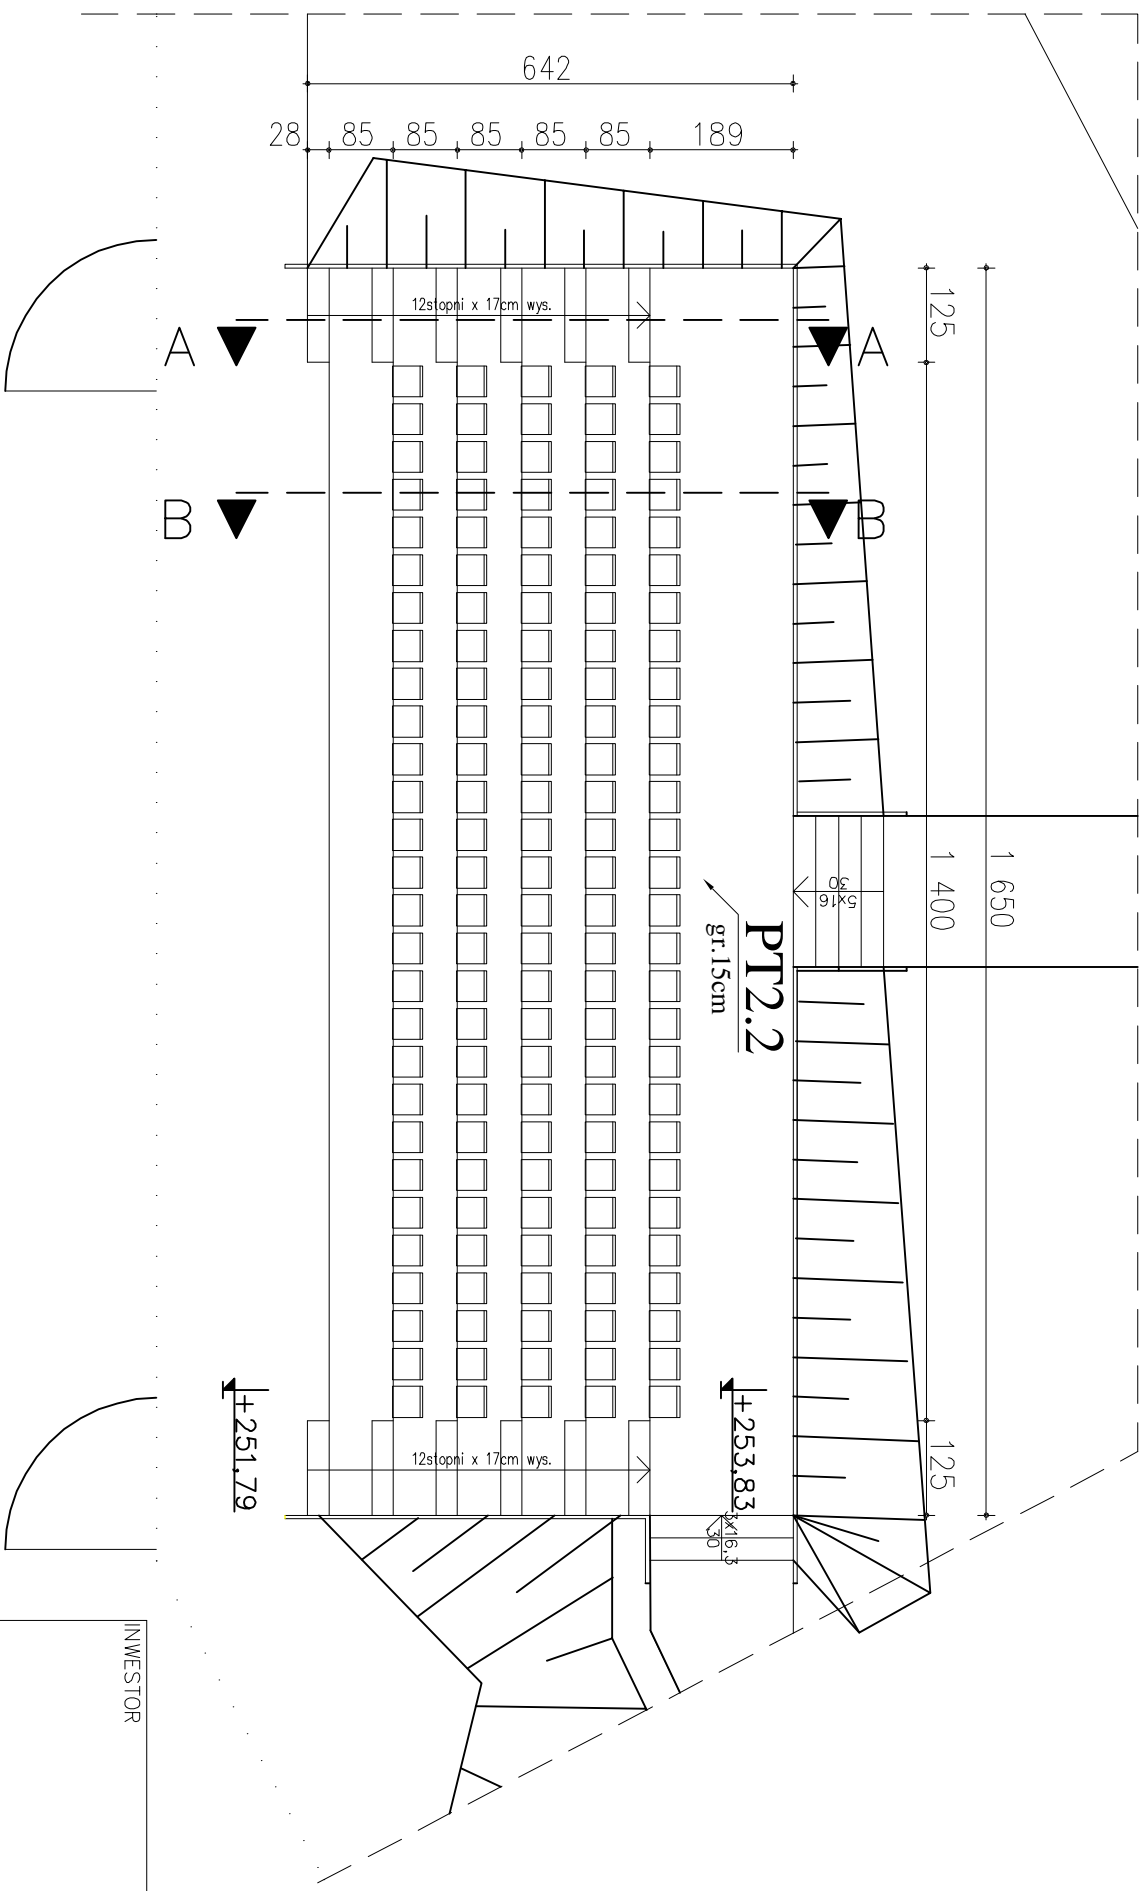 642
28 85 85 85 85 85 189
125
1 400
125
1 650
12stopni x 17cm wys.
A
A
B
B
5x16
30
PT2.2
gr.15cm
+251,79
+253,83
12stopni x 17cm wys.
3x16,3
30
INWESTOR